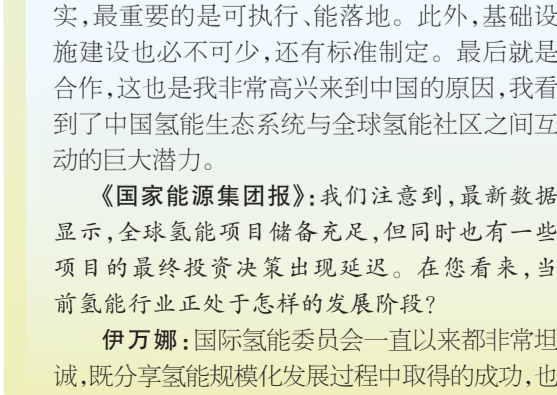 实,最重要的是可执行、能落地。此外,基础设
施建设也必不可少,还有标准制定。最后就是
合作,这也是我非常高兴来到中国的原因,我看
到了中国氢能生态系统与全球氢能社区之间互
动的巨大潜力。
《国家能源集团报》:我们注意到,最新数据
显示,全球氢能项目储备充足,但同时也有一些
项目的最终投资决策出现延迟。在您看来,当
前氢能行业正处于怎样的发展阶段?
伊万娜:国际氢能委员会一直以来都非常坦
诚,既分享氢能规模化发展过程中取得的成功,也